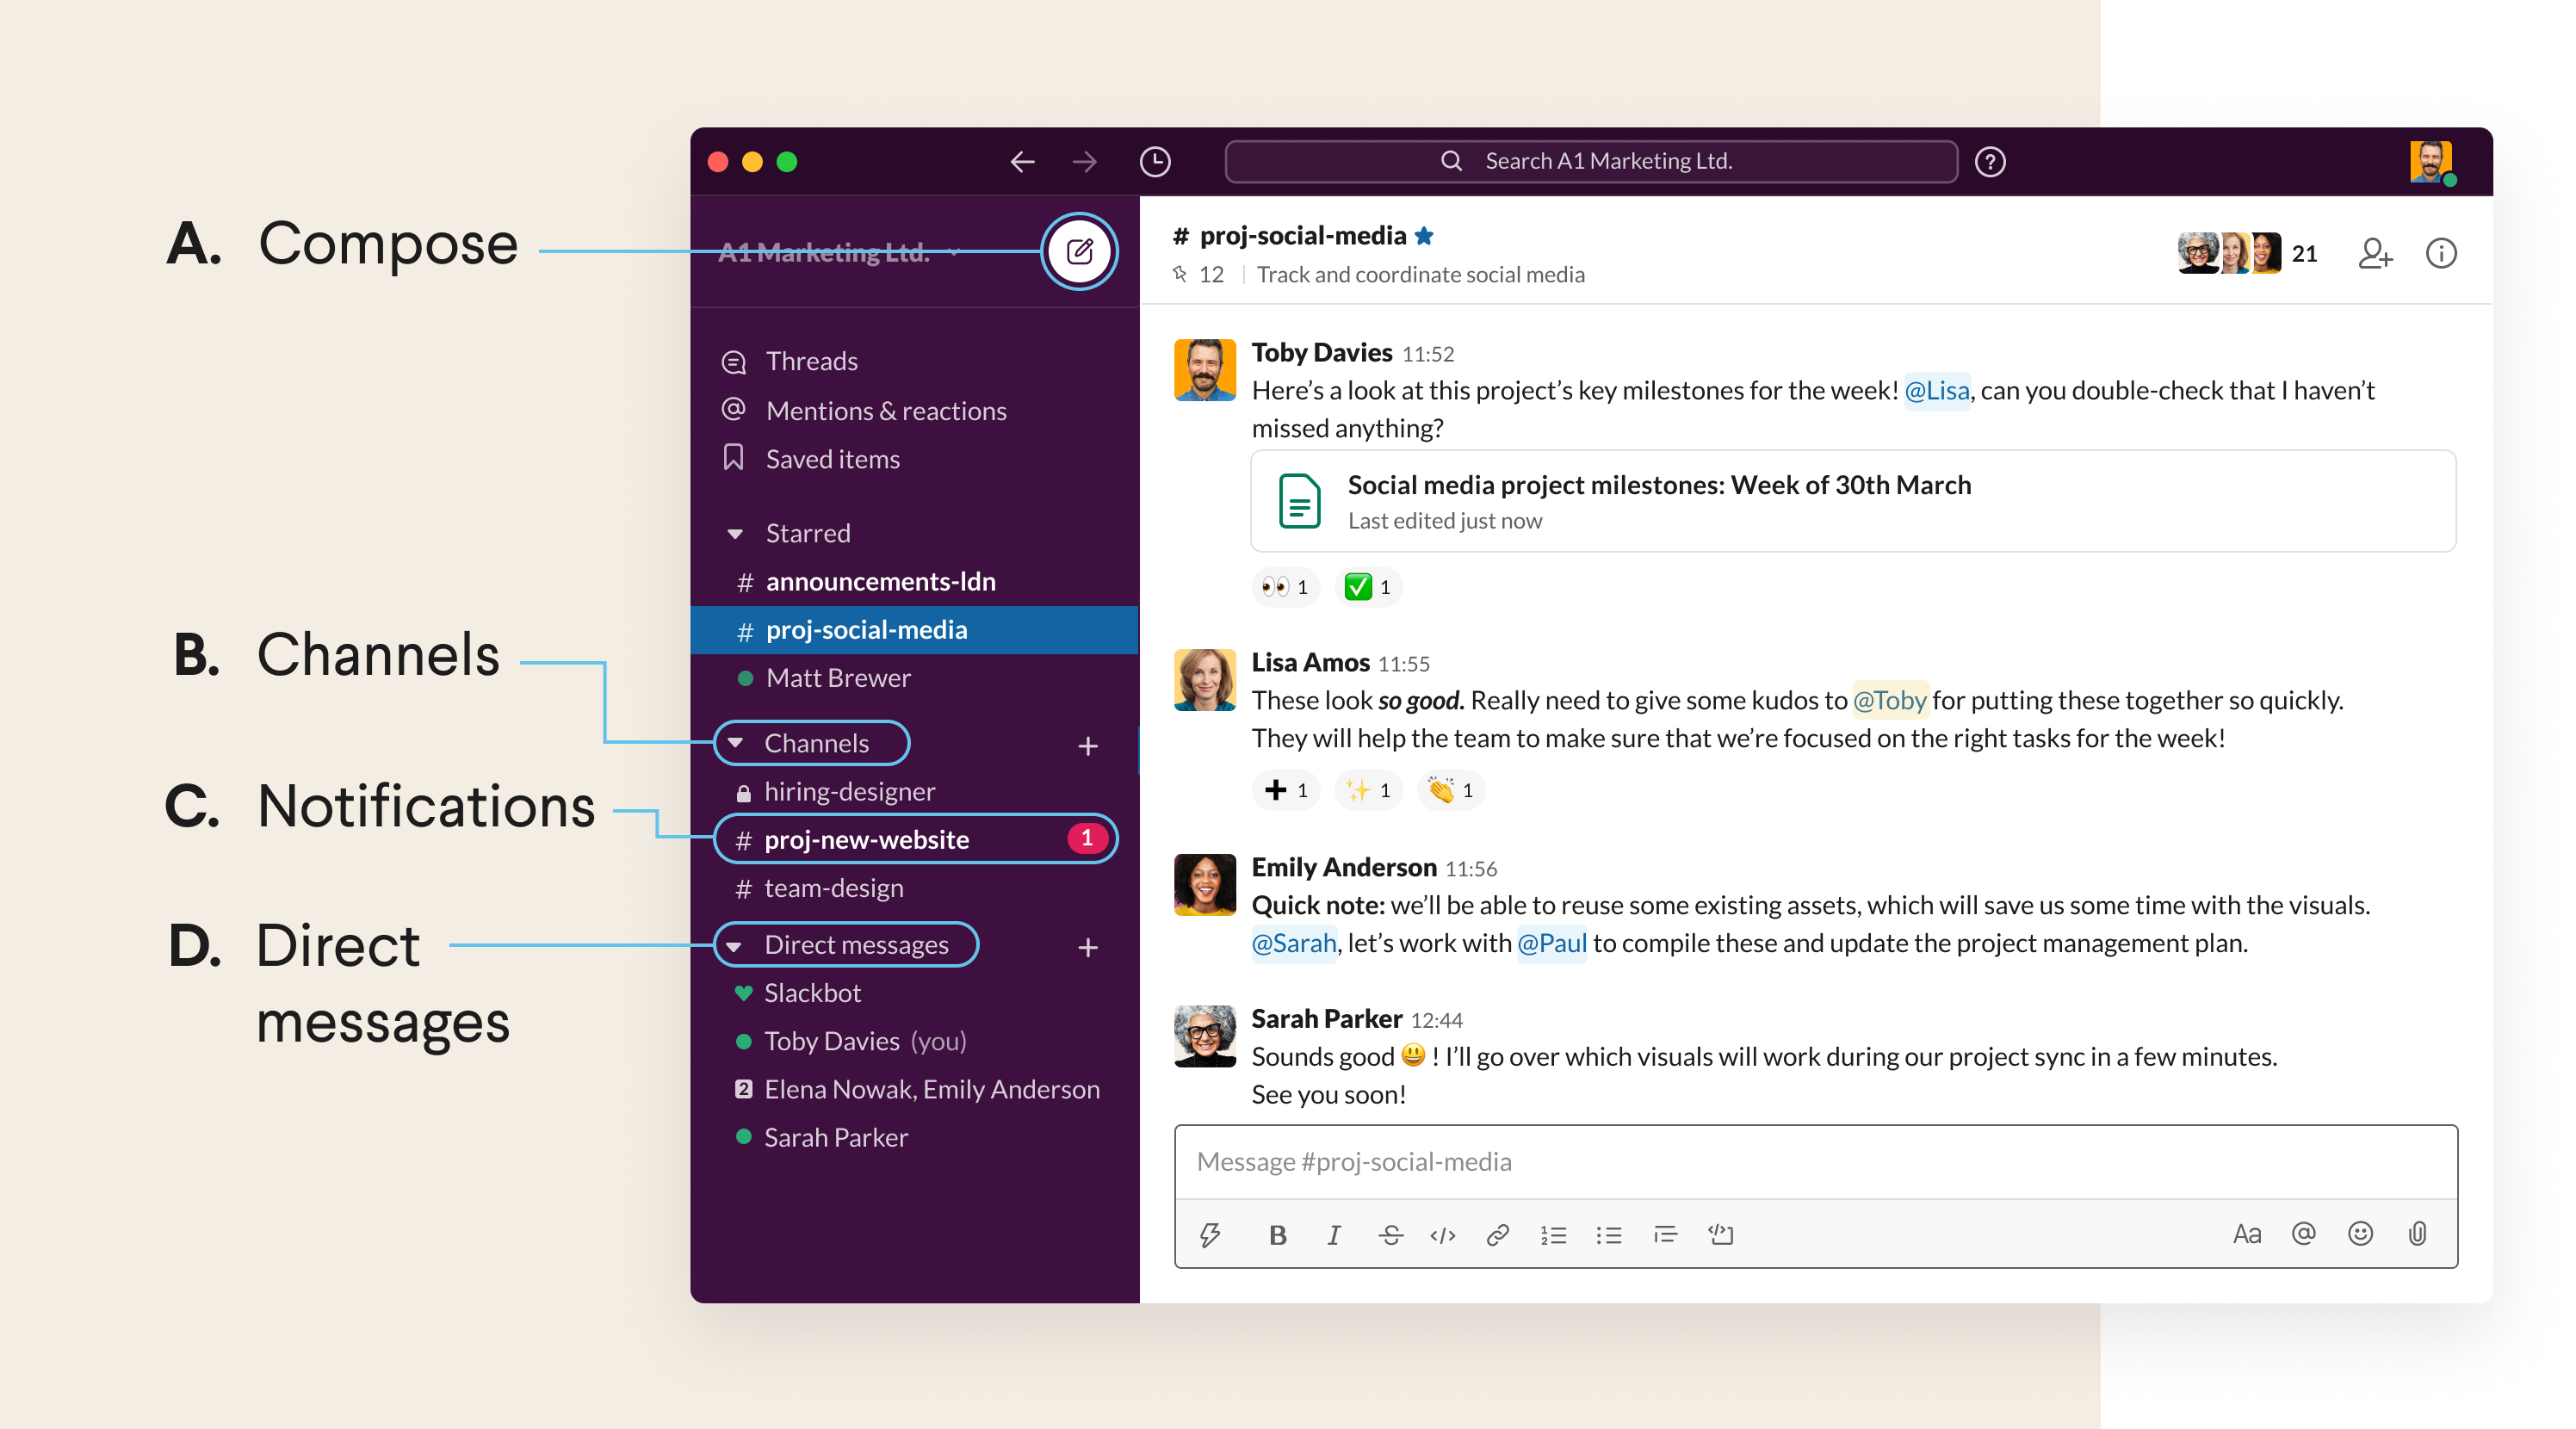 A. Compose
B. Channels
C. Notifications
D. Direct
messages
Search A1 Marketing Ltd.
A1 Marketing Ltd.
Threads
@ Mentions & reactions
Saved items
Starred
# announcements-ldn
# proj-social-media
Matt Brewer
Channels +
hiring-designer
# proj-new-website 1
# team-design
Direct messages +
Slackbot
Toby Davies (you)
2 Elena Nowak, Emily Anderson
Sarah Parker
# proj-social-media
12 | Track and coordinate social media
21
Toby Davies 11:52
Here’s a look at this project’s key milestones for the week! @Lisa, can you double-check that I haven’t
missed anything?
Social media project milestones: Week of 30th March
Last edited just now
👀 1 ✅ 1
Lisa Amos 11:55
These look so good. Really need to give some kudos to @Toby for putting these together so quickly.
They will help the team to make sure that we’re focused on the right tasks for the week!
➕ 1 ✨ 1 👏 1
Emily Anderson 11:56
Quick note: we’ll be able to reuse some existing assets, which will save us some time with the visuals.
@Sarah, let’s work with @Paul to compile these and update the project management plan.
Sarah Parker 12:44
Sounds good 😃 ! I’ll go over which visuals will work during our project sync in a few minutes.
See you soon!
Message #proj-social-media
B I S </> Aa @